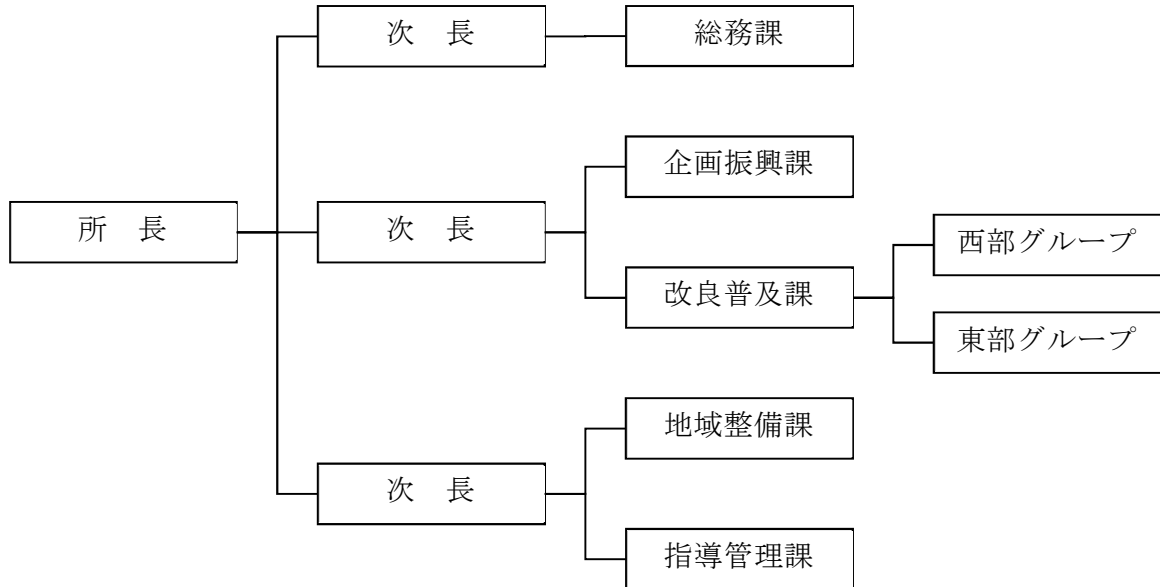 次　長
総務課
企画振興課
所　長
次　長
西部グループ
改良普及課
東部グループ
地域整備課
次　長
指導管理課